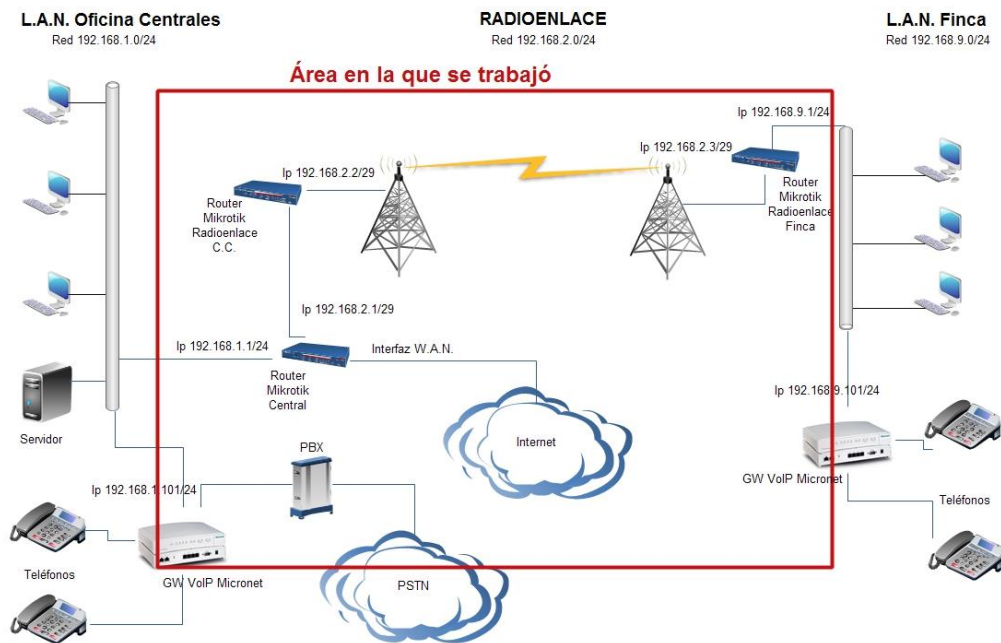 L.A.N. Oficina Centrales
Red 192.168.1.0/24
RADIOENLACE
Red 192.168.2.0/24
L.A.N. Finca
Red 192.168.9.0/24
Área en la que se trabajó
Ip 192.168.9.1/24
Ip 192.168.2.3/29
Ip 192.168.2.2/29
Router
Mikrotik
Radioenlace
C.C.
Router
Mikrotik
Radioenlace
Finca
Ip 192.168.2.1/29
Ip 192.168.1.1/24
Interfaz W.A.N.
Router
Mikrotik
Central
Ip 192.168.9.101/24
Servidor
PBX
Internet
GW VoIP Micronet
Teléfonos
Ip 192.168.1.101/24
Teléfonos
GW VoIP Micronet
PSTN